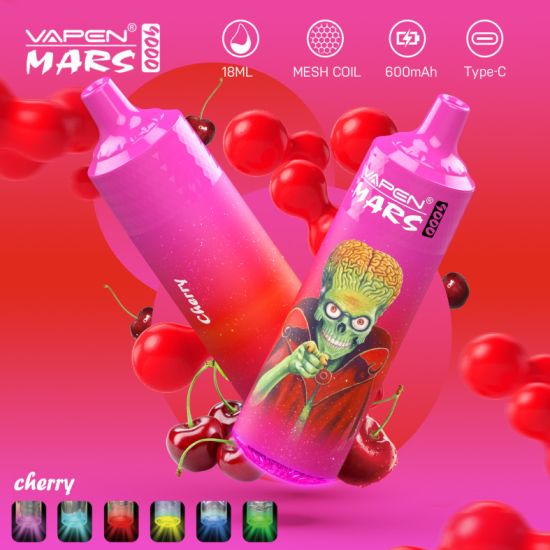 VAPEN®
MARS 9000
18ML
MESH COIL
600mAh
Type-C
VAPEN®
MARS 9000
Cherry
cherry